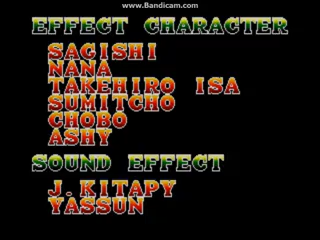 www.Bandicam.com
EFFECT CHARACTER
SAGISHI
NANA
TAKEHIRO ISA
SUMITCHO
CHOBO
ASHY
SOUND EFFECT
J.KITAPY
YASSUN